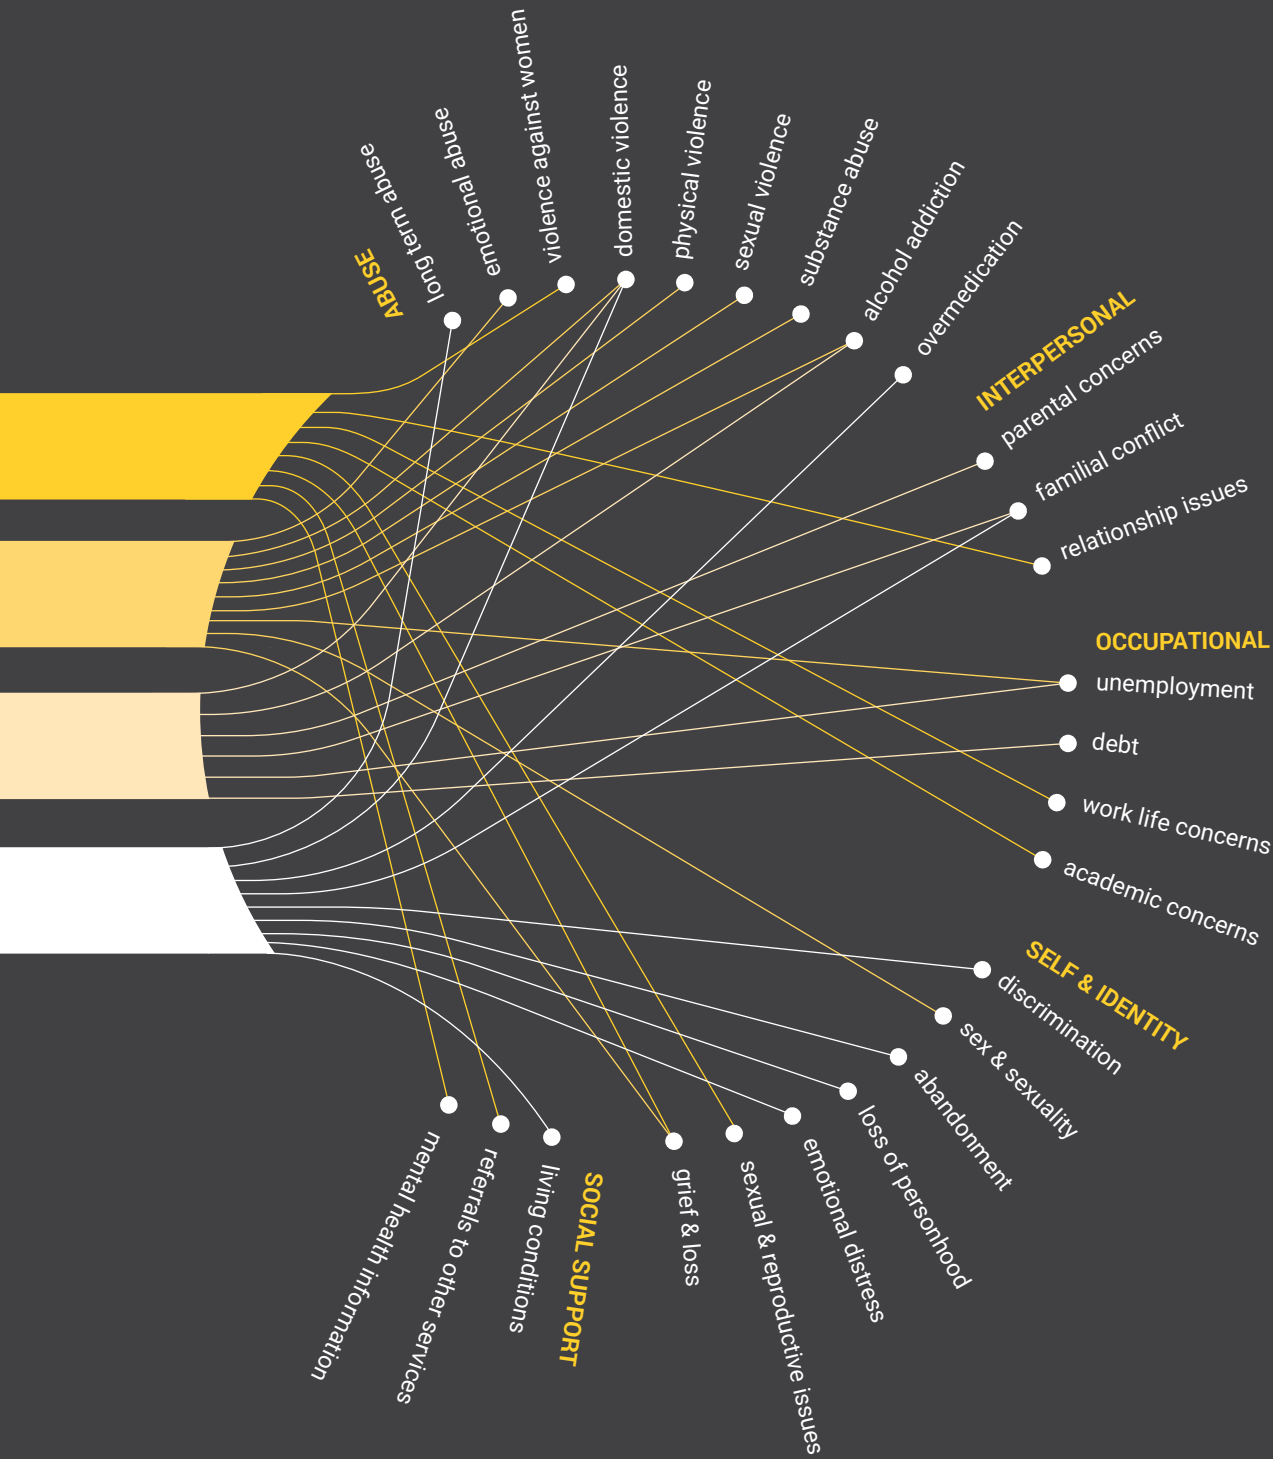 ABUSE
long term abuse
emotional abuse
violence against women
domestic violence
physical violence
sexual violence
substance abuse
alcohol addiction
overmedication
INTERPERSONAL
parental concerns
familial conflict
relationship issues
OCCUPATIONAL
unemployment
debt
work life concerns
academic concerns
SELF & IDENTITY
discrimination
sex & sexuality
abandonment
loss of personhood
emotional distress
sexual & reproductive issues
grief & loss
SOCIAL SUPPORT
living conditions
referrals to other services
mental health information